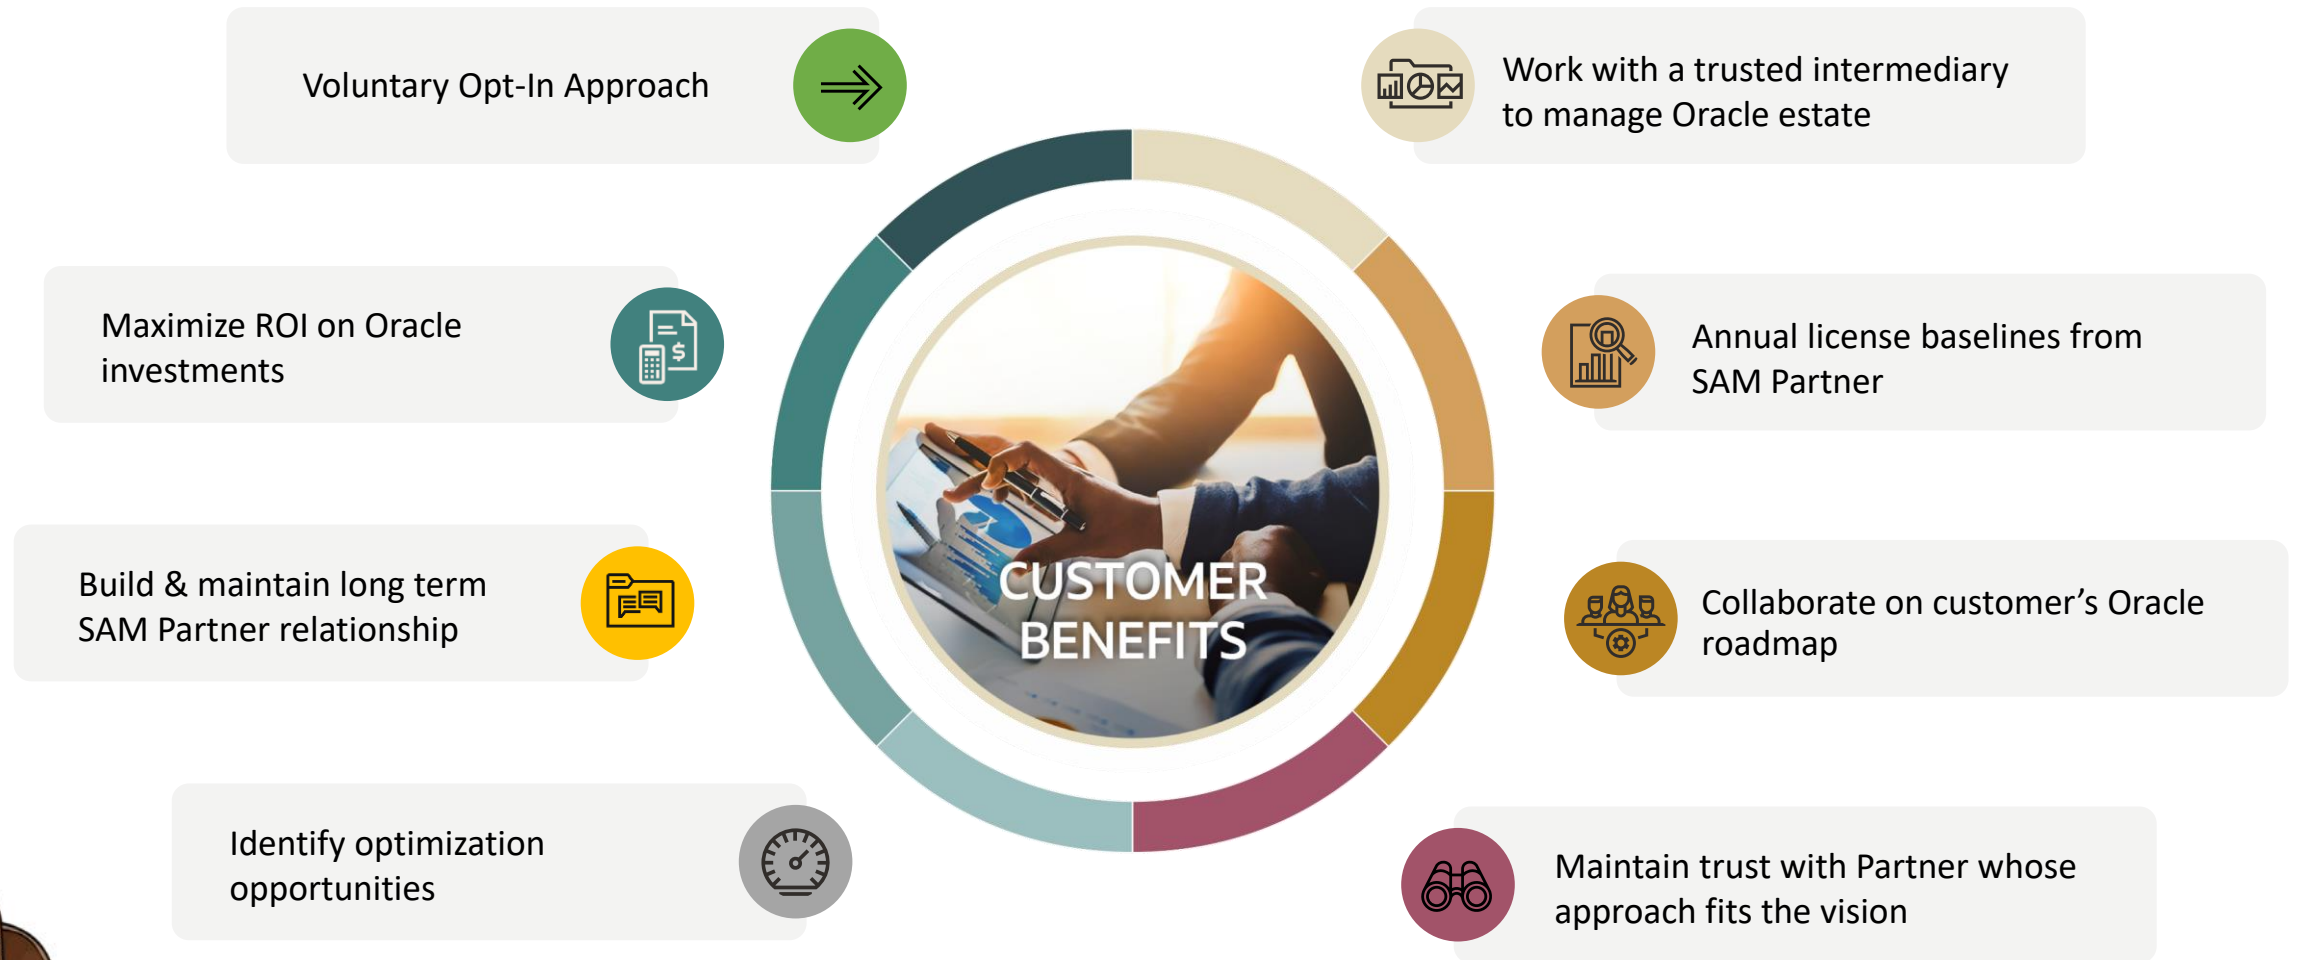 Voluntary Opt-In Approach
Work with a trusted intermediary
to manage Oracle estate
Maximize ROI on Oracle
investments
Annual license baselines from
SAM Partner
Build & maintain long term
SAM Partner relationship
Collaborate on customer’s Oracle
roadmap
Identify optimization
opportunities
Maintain trust with Partner whose
approach fits the vision
CUSTOMER
BENEFITS